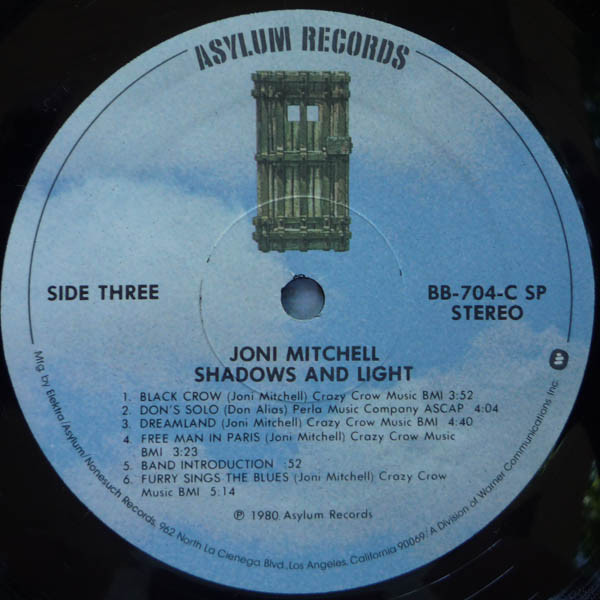 ASYLUM RECORDS
SIDE THREE
BB-704-C SP
STEREO
JONI MITCHELL
SHADOWS AND LIGHT
1. BLACK CROW (Joni Mitchell) Crazy Crow Music BMI 3:52
2. DON'S SOLO (Don Alias) Perla Music Company ASCAP 4:04
3. DREAMLAND (Joni Mitchell) Crazy Crow Music BMI 4:40
4. FREE MAN IN PARIS (Joni Mitchell) Crazy Crow Music
BMI 3:23
5. BAND INTRODUCTION :52
6. FURRY SINGS THE BLUES (Joni Mitchell) Crazy Crow
Music BMI 5:14
℗ 1980 Asylum Records
Mfg. by Elektra/Asylum/Nonesuch Records, 962 North La Cienega Blvd., Los Angeles, California 90069/A Division of Warner Communications Inc.